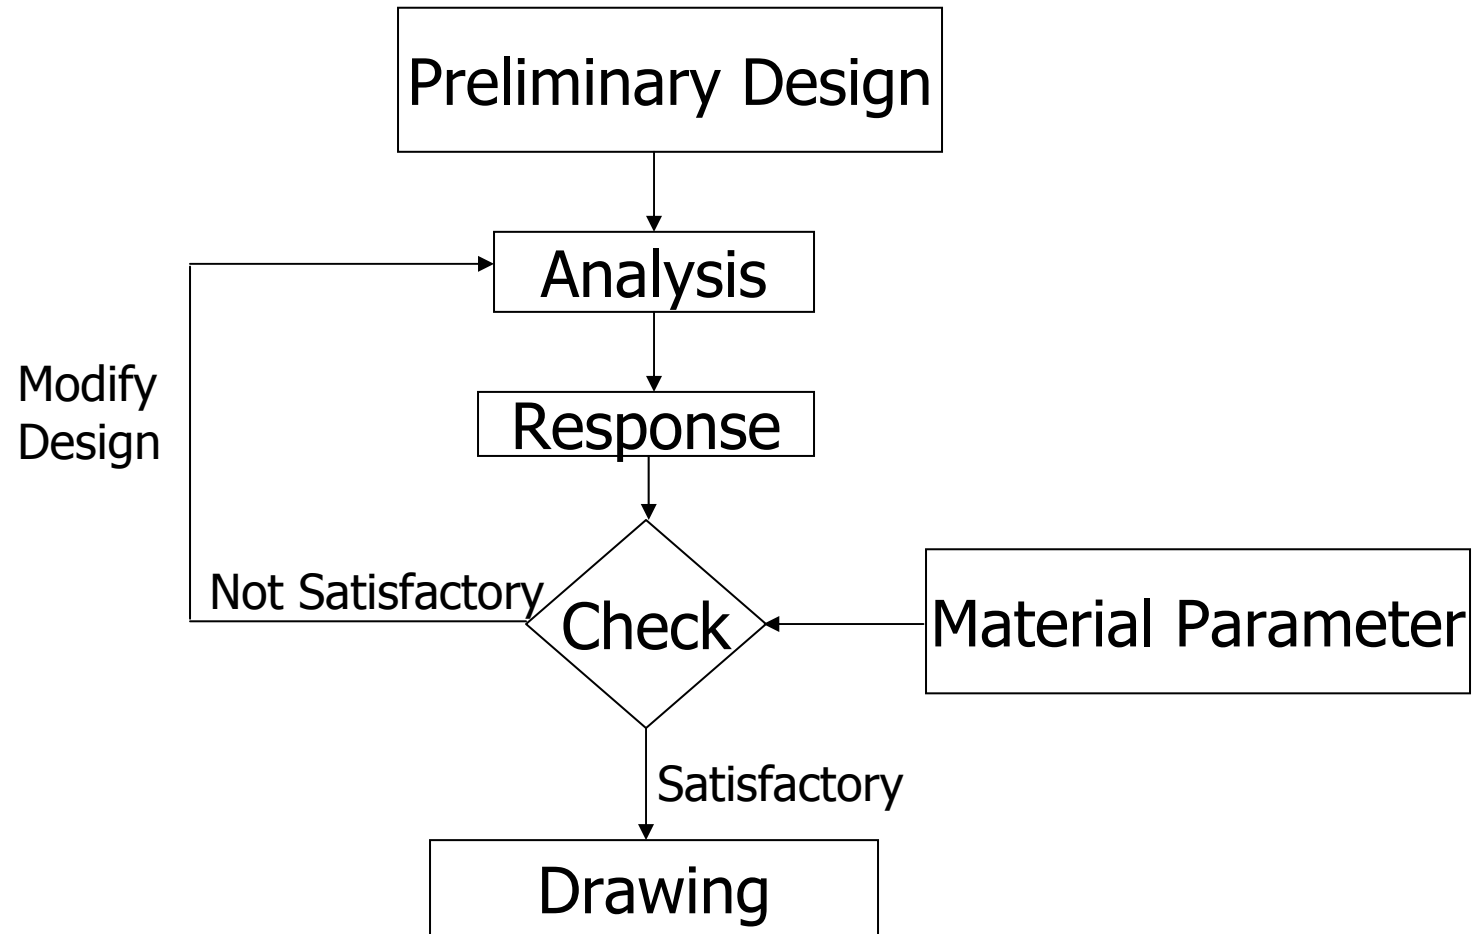 Preliminary Design
Analysis
Modify
Design
Response
Not Satisfactory
Check
Material Parameter
Satisfactory
Drawing